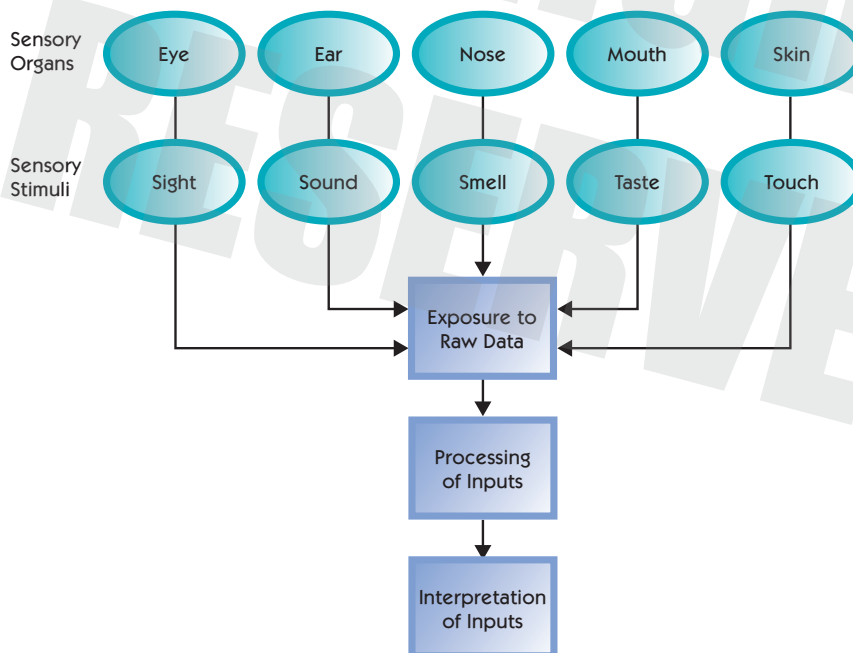 Sensory
Organs
Eye
Ear
Nose
Mouth
Skin
Sensory
Stimuli
Sight
Sound
Smell
Taste
Touch
Exposure to
Raw Data
Processing
of Inputs
Interpretation
of Inputs